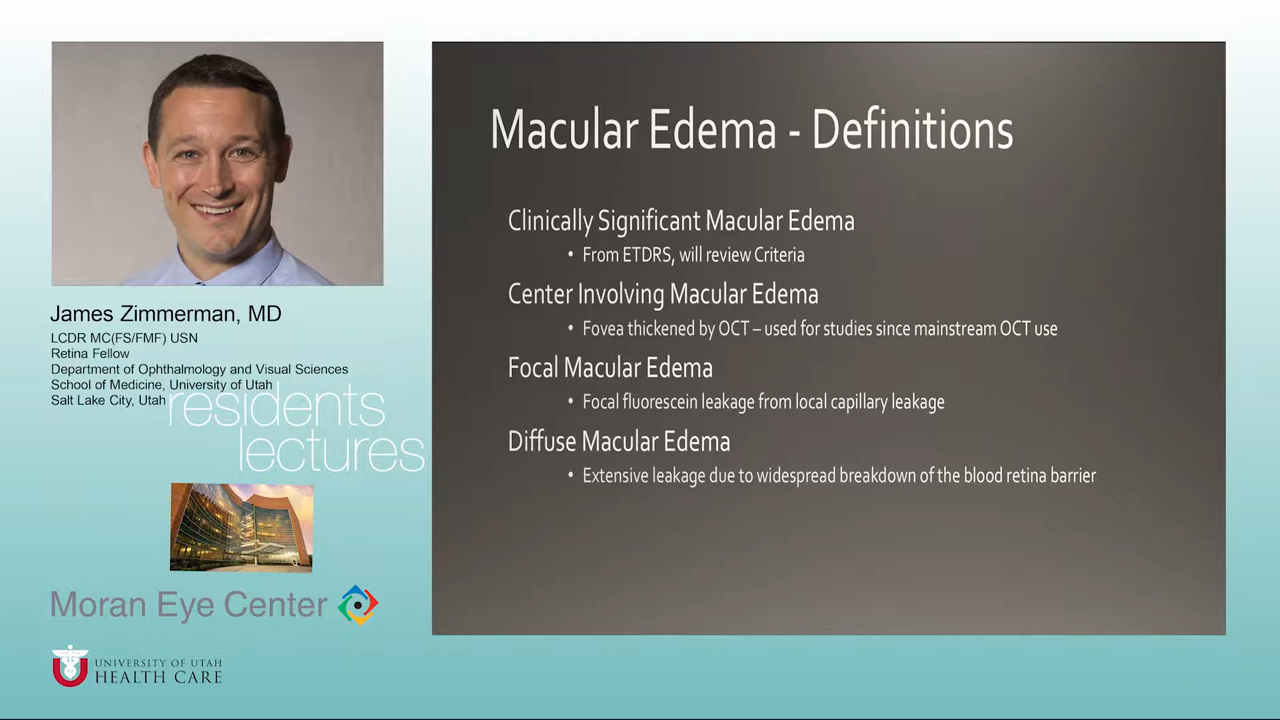 James Zimmerman, MD
LCDR MC(FS/FMF) USN
Retina Fellow
Department of Ophthalmology and Visual Sciences
School of Medicine, University of Utah
Salt Lake City, Utah
residents
lectures
Moran Eye Center
UNIVERSITY OF UTAH
HEALTH CARE
Macular Edema - Definitions
Clinically Significant Macular Edema
• From ETDRS, will review Criteria
Center Involving Macular Edema
• Fovea thickened by OCT – used for studies since mainstream OCT use
Focal Macular Edema
• Focal fluorescein leakage from local capillary leakage
Diffuse Macular Edema
• Extensive leakage due to widespread breakdown of the blood retina barrier